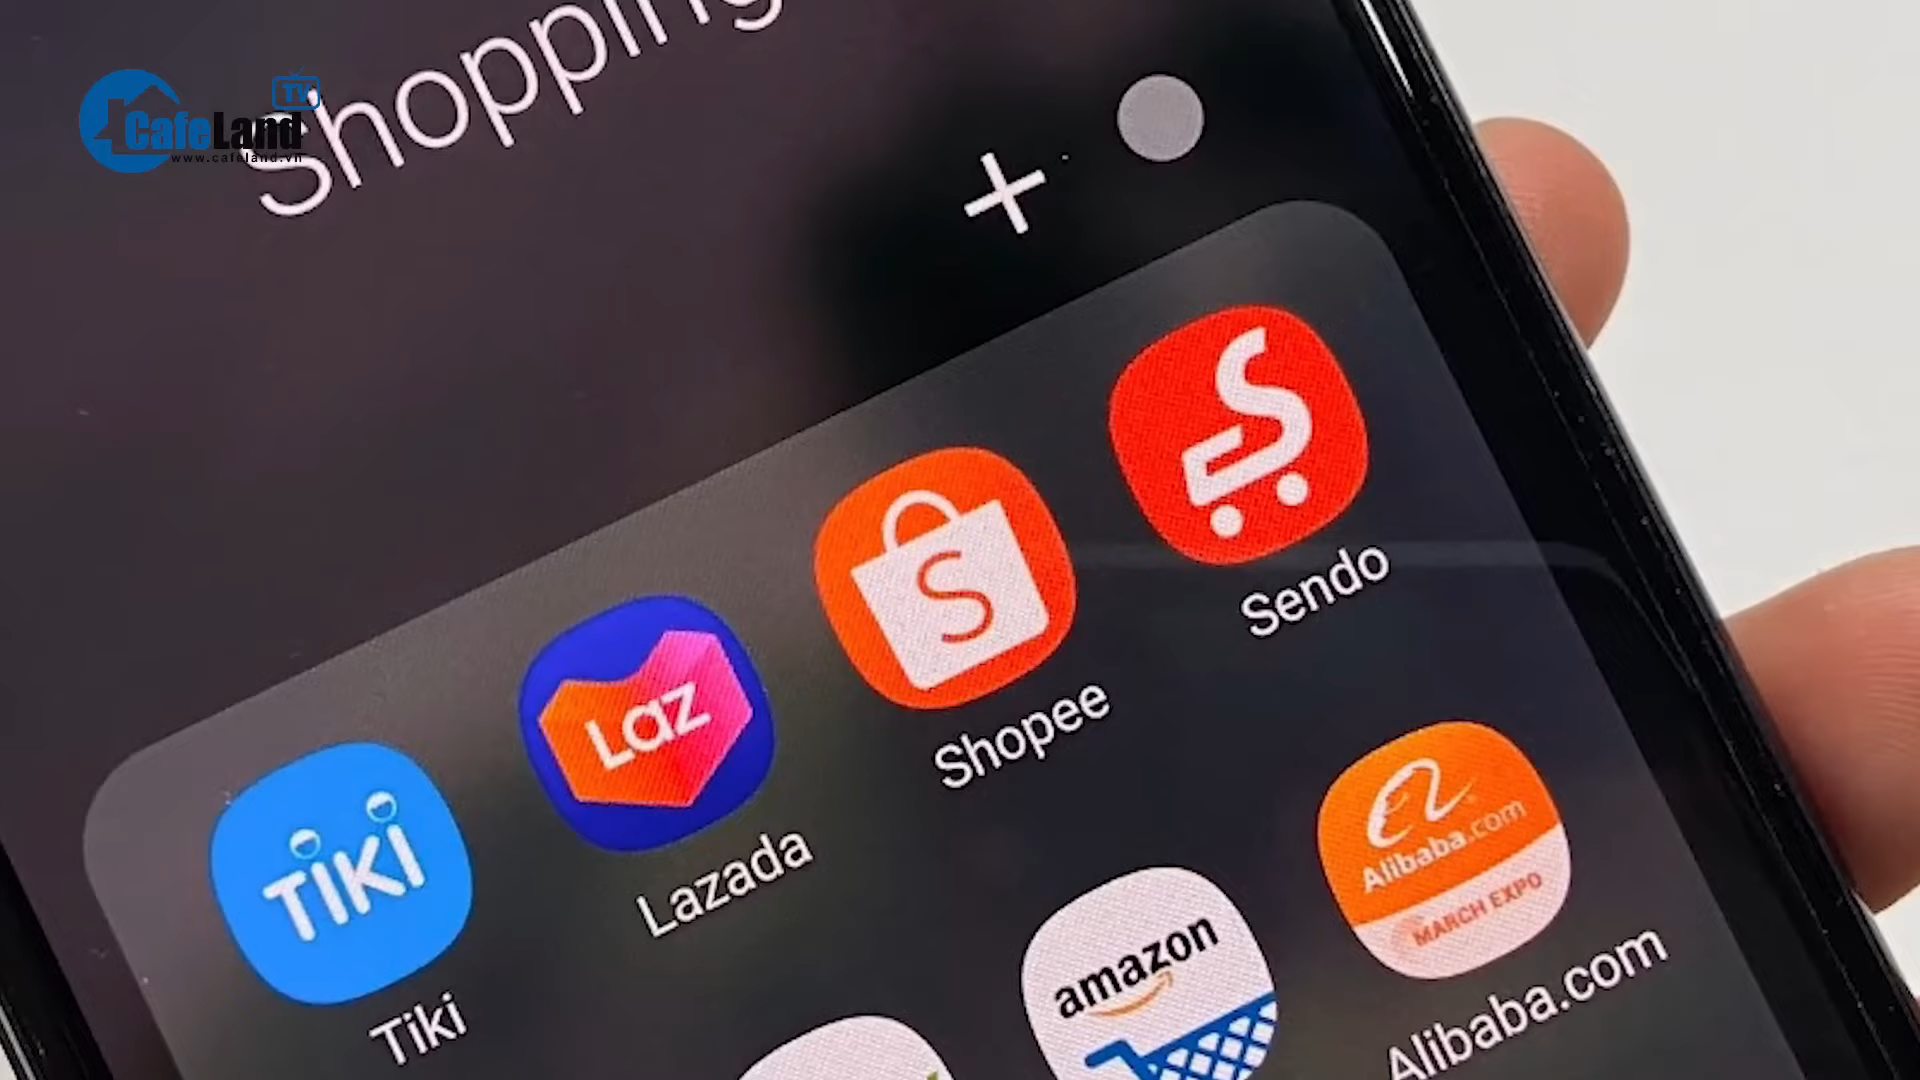 Shopping
TV
CafeLand
www.cafeland.vn
S
Sendo
S
Shopee
Laz
Lazada
TIKI
Tiki
Alibaba.com
MARCH EXPO
Alibaba.com
amazon